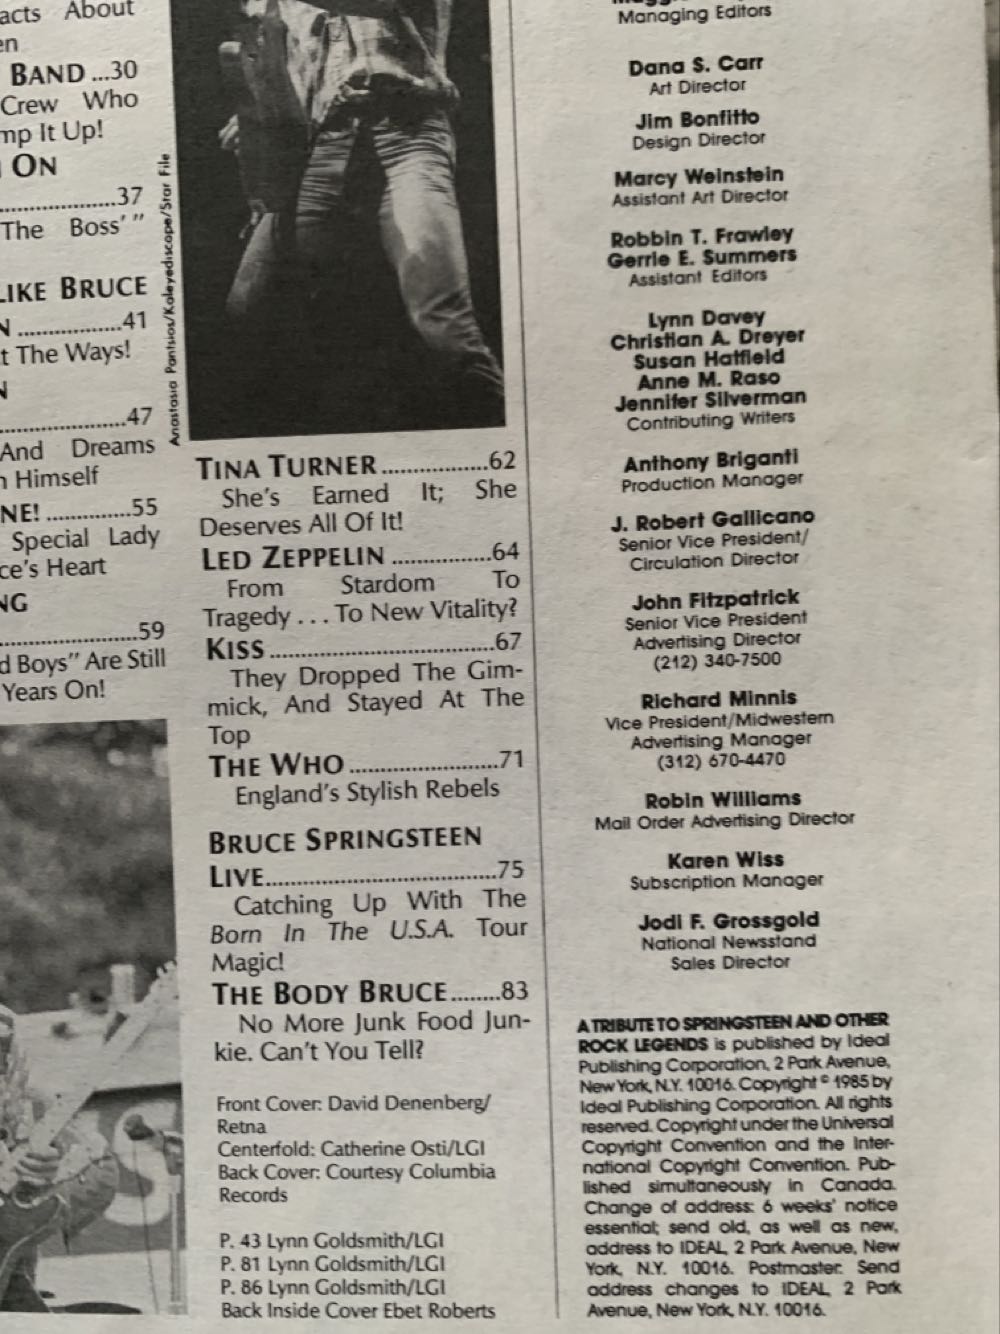 acts About
en
BAND ...30
Crew Who
mp It Up!
ON
..................37
The Boss' "
LIKE BRUCE
N .................41
t The Ways!
N
....................47
And Dreams
n Himself
NE! ..............55
Special Lady
ce's Heart
NG
.......................59
d Boys" Are Still
Years On!
Anastasia Pantsios/Kaleyediscope/Star File
TINA TURNER .................62
She's Earned It; She
Deserves All Of It!
LED ZEPPELIN ...............64
From Stardom To
Tragedy . . . To New Vitality?
KISS ...................................67
They Dropped The Gim-
mick, And Stayed At The
Top
THE WHO .......................71
England's Stylish Rebels
BRUCE SPRINGSTEEN
LIVE...................................75
Catching Up With The
Born In The U.S.A. Tour
Magic!
THE BODY BRUCE ........83
No More Junk Food Jun-
kie. Can't You Tell?
Front Cover: David Denenberg/
Retna
Centerfold: Catherine Osti/LGI
Back Cover: Courtesy Columbia
Records
P. 43 Lynn Goldsmith/LGI
P. 81 Lynn Goldsmith/LGI
P. 86 Lynn Goldsmith/LGI
Back Inside Cover Ebet Roberts
Managing Editors
Dana S. Carr
Art Director
Jim Bonfitto
Design Director
Marcy Weinstein
Assistant Art Director
Robbin T. Frawley
Gerrie E. Summers
Assistant Editors
Lynn Davey
Christian A. Dreyer
Susan Hatfield
Anne M. Raso
Jennifer Silverman
Contributing Writers
Anthony Briganti
Production Manager
J. Robert Gallicano
Senior Vice President/
Circulation Director
John Fitzpatrick
Senior Vice President
Advertising Director
(212) 340-7500
Richard Minnis
Vice President/Midwestern
Advertising Manager
(312) 670-4470
Robin Williams
Mail Order Advertising Director
Karen Wiss
Subscription Manager
Jodi F. Grossgold
National Newsstand
Sales Director
A TRIBUTE TO SPRINGSTEEN AND OTHER
ROCK LEGENDS is published by Ideal
Publishing Corporation, 2 Park Avenue,
New York, N.Y. 10016. Copyright © 1985 by
Ideal Publishing Corporation. All rights
reserved. Copyright under the Universal
Copyright Convention and the Inter-
national Copyright Convention. Pub-
lished simultaneously in Canada.
Change of address: 6 weeks' notice
essential; send old, as well as new,
address to IDEAL, 2 Park Avenue, New
York, N.Y. 10016. Postmaster: Send
address changes to IDEAL, 2 Park
Avenue, New York, N.Y. 10016.